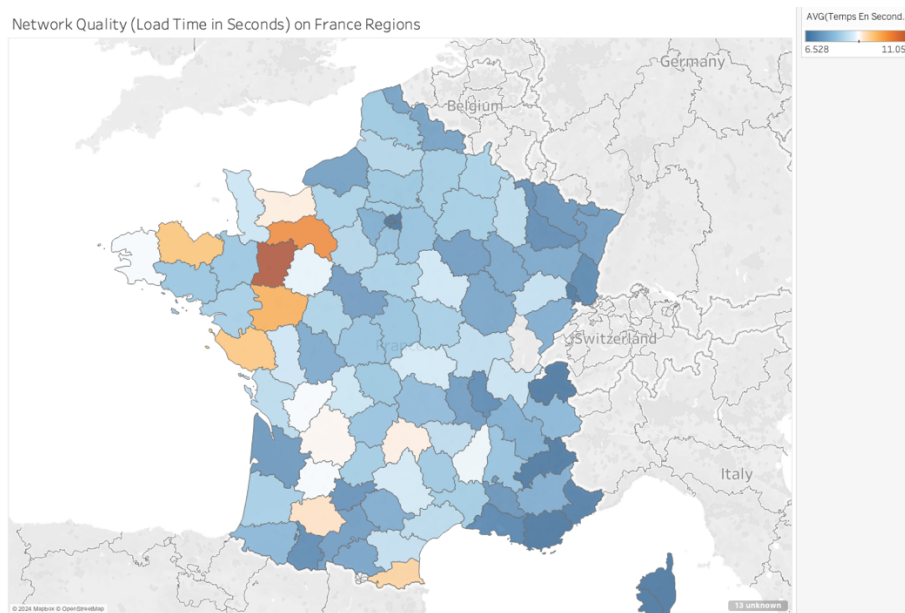 Network Quality (Load Time in Seconds) on France Regions
AVG(Temps En Second..
6.528
11.05
Germany
Belgium
France
Switzerland
Italy
© 2024 Mapbox © OpenStreetMap
13 unknown